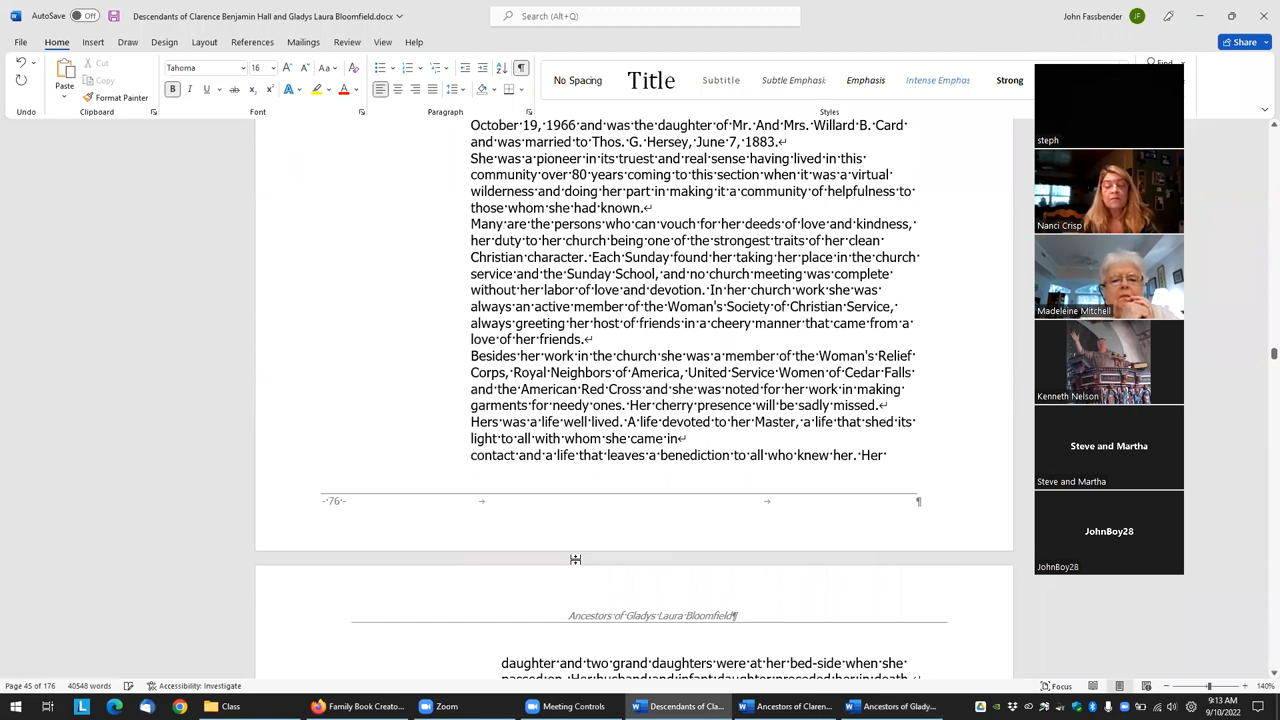 AutoSave Off Descendants of Clarence Benjamin Hall and Gladys Laura Bloomfield.docx Search (Alt+Q) John Fassbender JF
File Home Insert Draw Design Layout References Mailings Review View Help Share
Cut
Copy
Paste Format Painter
Tahoma 16
No Spacing Title Subtitle Subtle Emphasi: Emphasis Intense Emphas Strong
Find
Undo Clipboard Font Paragraph Styles
October 19, 1966 and was the daughter of Mr. And Mrs. Willard B. Card
and was married to Thos. G. Hersey, June 7, 1883.
She was a pioneer in its truest and real sense having lived in this
community over 80 years coming to this section when it was a virtual
wilderness and doing her part in making it a community of helpfulness to
those whom she had known.
Many are the persons who can vouch for her deeds of love and kindness,
her duty to her church being one of the strongest traits of her clean
Christian character. Each Sunday found her taking her place in the church
service and the Sunday School, and no church meeting was complete
without her labor of love and devotion. In her church work she was
always an active member of the Woman's Society of Christian Service,
always greeting her host of friends in a cheery manner that came from a
love of her friends.
Besides her work in the church she was a member of the Woman's Relief
Corps, Royal Neighbors of America, United Service Women of Cedar Falls
and the American Red Cross and she was noted for her work in making
garments for needy ones. Her cherry presence will be sadly missed.
Hers was a life well lived. A life devoted to her Master, a life that shed its
light to all with whom she came in
contact and a life that leaves a benediction to all who knew her. Her
- 76 -
Ancestors of Gladys Laura Bloomfield
daughter and two grand daughters were at her bed-side when she
passed on. Her husband and infant daughter preceded her in death
steph
Nanci Crisp
Madeleine Mitchell
Kenneth Nelson
Steve and Martha
Steve and Martha
JohnBoy28
JohnBoy28
Page 45 of 176 40548 words Accessibility: Investigate Focus 140%
Class Family Book Creato... Zoom Meeting Controls Descendants of Cla... Ancestors of Claren... Ancestors of Glady...
9:13 AM
9/10/2022